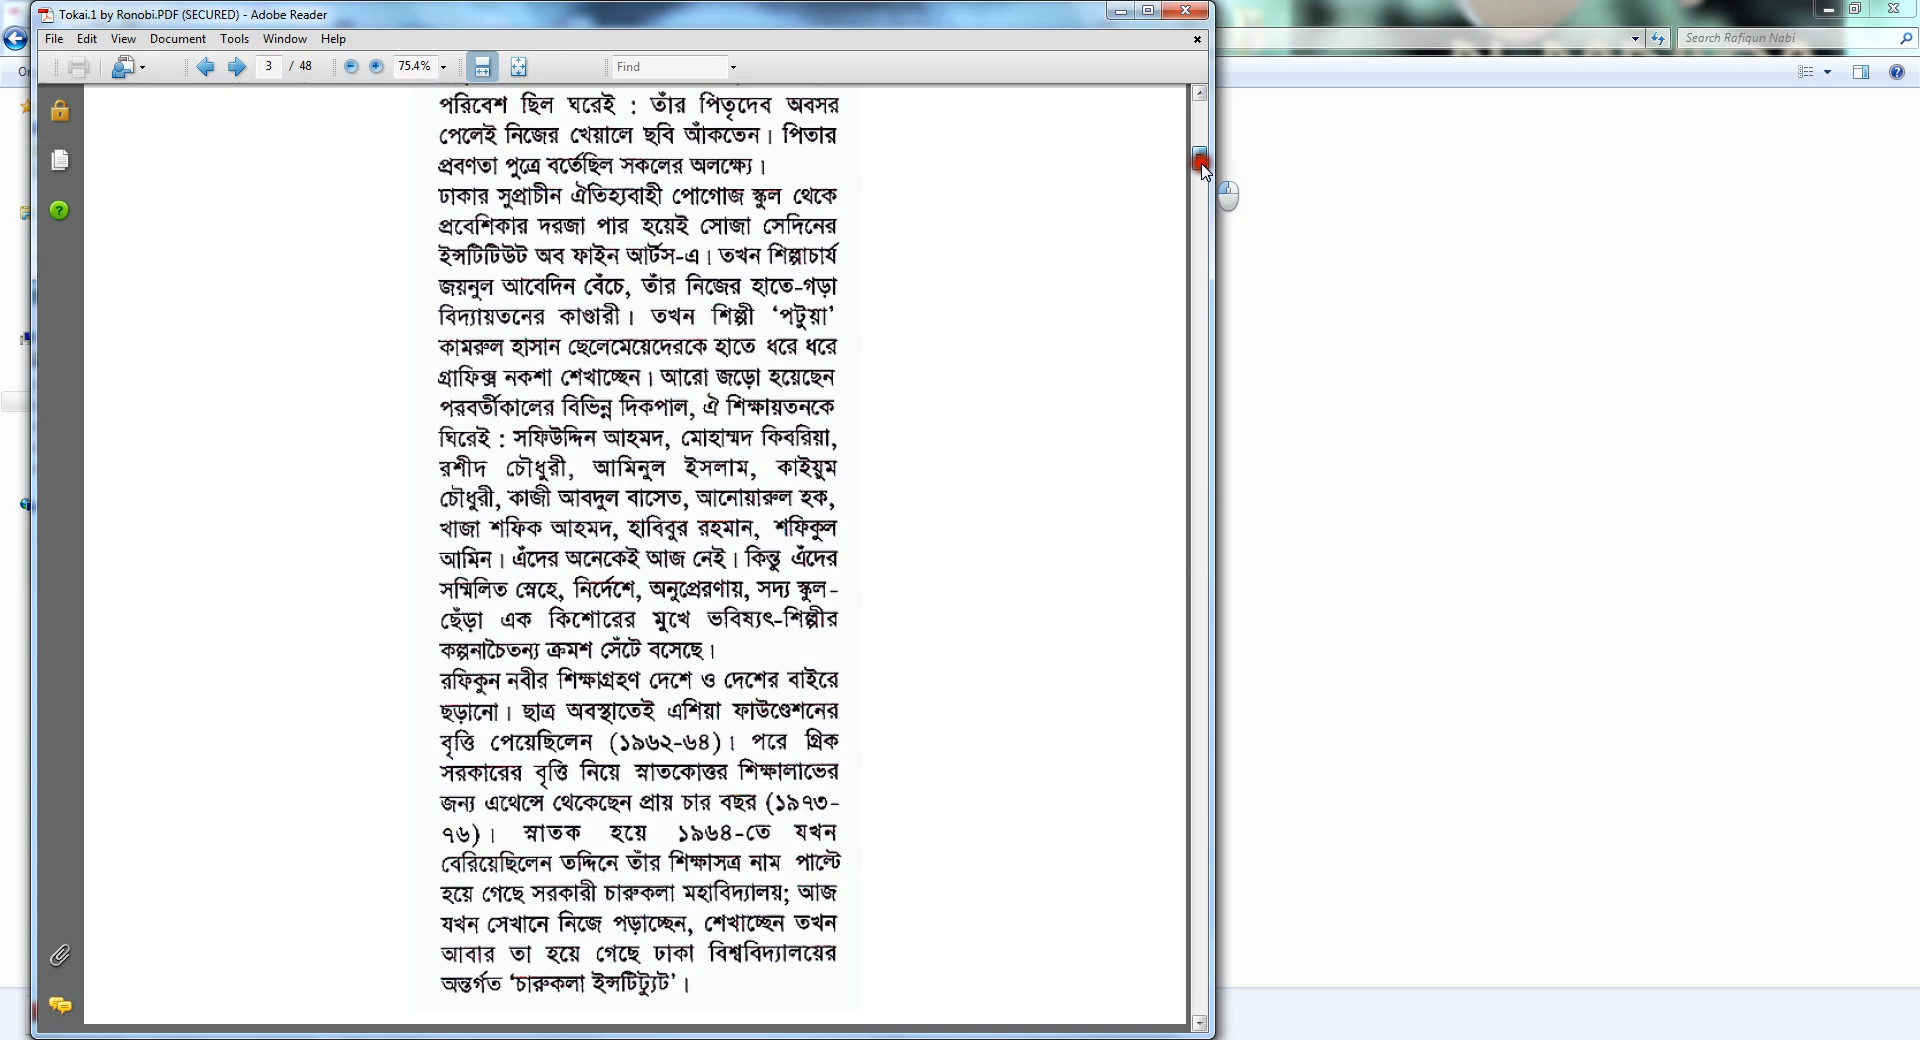 Tokai.1 by Ronobi.PDF (SECURED) - Adobe Reader
File Edit View Document Tools Window Help
3 / 48 75.4% Find
Search Rafiqun Nabi
পরিবেশ ছিল ঘরেই : তাঁর পিতৃদেব অবসর
পেলেই নিজের খেয়ালে ছবি আঁকতেন। পিতার
প্রবণতা পুত্রে বর্তেছিল সকলের অলক্ষ্যে।
ঢাকার সুপ্রাচীন ঐতিহ্যবাহী পোগোজ স্কুল থেকে
প্রবেশিকার দরজা পার হয়েই সোজা সেদিনের
ইন্সটিটিউট অব ফাইন আর্টস-এ। তখন শিল্পাচার্য
জয়নুল আবেদিন বেঁচে, তাঁর নিজের হাতে-গড়া
বিদ্যায়তনের কাণ্ডারী। তখন শিল্পী ‘পটুয়া’
কামরুল হাসান ছেলেমেয়েদেরকে হাতে ধরে ধরে
গ্রাফিক্স নকশা শেখাচ্ছেন। আরো জড়ো হয়েছেন
পরবর্তীকালের বিভিন্ন দিকপাল, ঐ শিক্ষায়তনকে
ঘিরেই : সফিউদ্দিন আহমদ, মোহাম্মদ কিবরিয়া,
রশীদ চৌধুরী, আমিনুল ইসলাম, কাইয়ুম
চৌধুরী, কাজী আবদুল বাসেত, আনোয়ারুল হক,
খাজা শফিক আহমদ, হাবিবুর রহমান, শফিকুল
আমিন। এঁদের অনেকেই আজ নেই। কিন্তু এঁদের
সম্মিলিত স্নেহে, নির্দেশে, অনুপ্রেরণায়, সদ্য স্কুল-
ছেঁড়া এক কিশোরের মুখে ভবিষ্যৎ-শিল্পীর
কল্পনাচৈতন্য ক্রমশ সেঁটে বসেছে।
রফিকুন নবীর শিক্ষাগ্রহণ দেশে ও দেশের বাইরে
ছড়ানো। ছাত্র অবস্থাতেই এশিয়া ফাউণ্ডেশনের
বৃত্তি পেয়েছিলেন (১৯৬২-৬৪)। পরে গ্রিক
সরকারের বৃত্তি নিয়ে স্নাতকোত্তর শিক্ষালাভের
জন্য এথেন্সে থেকেছেন প্রায় চার বছর (১৯৭৩-
৭৬)। স্নাতক হয়ে ১৯৬৪-তে যখন
বেরিয়েছিলেন তদ্দিনে তাঁর শিক্ষাসত্র নাম পাল্টে
হয়ে গেছে সরকারী চারুকলা মহাবিদ্যালয়; আজ
যখন সেখানে নিজে পড়াচ্ছেন, শেখাচ্ছেন তখন
আবার তা হয়ে গেছে ঢাকা বিশ্ববিদ্যালয়ের
অন্তর্গত ‘চারুকলা ইন্সটিট্যুট’।